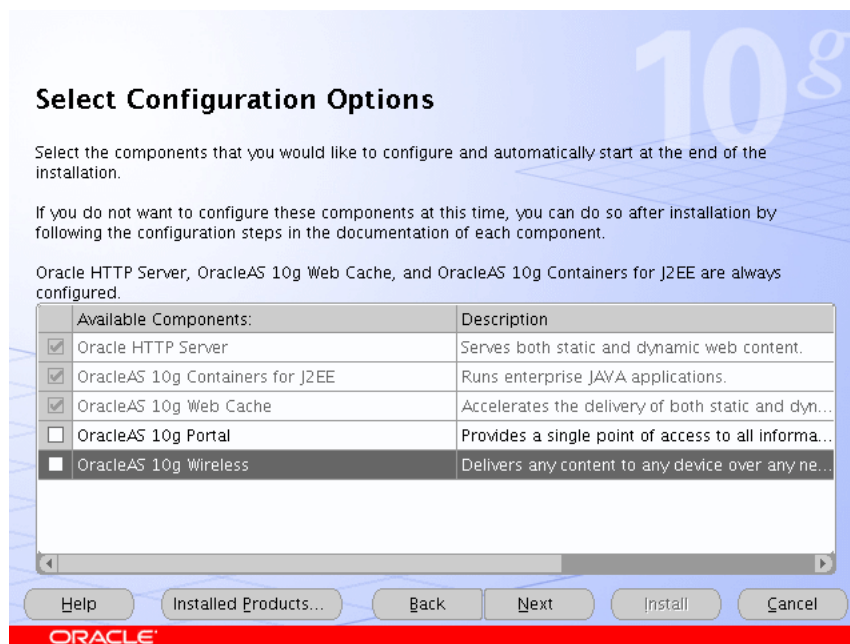 10g
Select Configuration Options
Select the components that you would like to configure and automatically start at the end of the
installation.
If you do not want to configure these components at this time, you can do so after installation by
following the configuration steps in the documentation of each component.
Oracle HTTP Server, OracleAS 10g Web Cache, and OracleAS 10g Containers for J2EE are always
configured.
Available Components: Description
Oracle HTTP Server Serves both static and dynamic web content.
OracleAS 10g Containers for J2EE Runs enterprise JAVA applications.
OracleAS 10g Web Cache Accelerates the delivery of both static and dyn...
OracleAS 10g Portal Provides a single point of access to all informa...
OracleAS 10g Wireless Delivers any content to any device over any ne...
Help Installed Products... Back Next Install Cancel
ORACLE